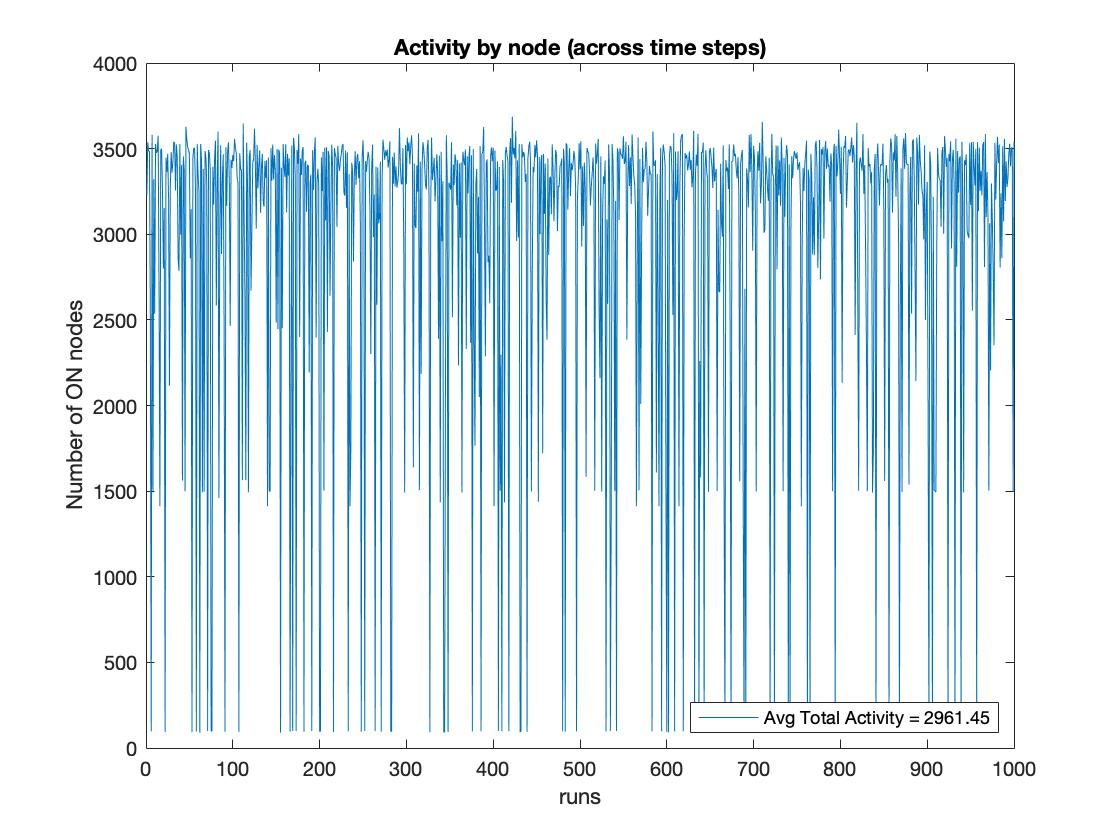 Activity by node (across time steps)
4000
3500
3000
2500
2000
1500
1000
500
0
Number of ON nodes
Avg Total Activity = 2961.45
0 100 200 300 400 500 600 700 800 900 1000
runs